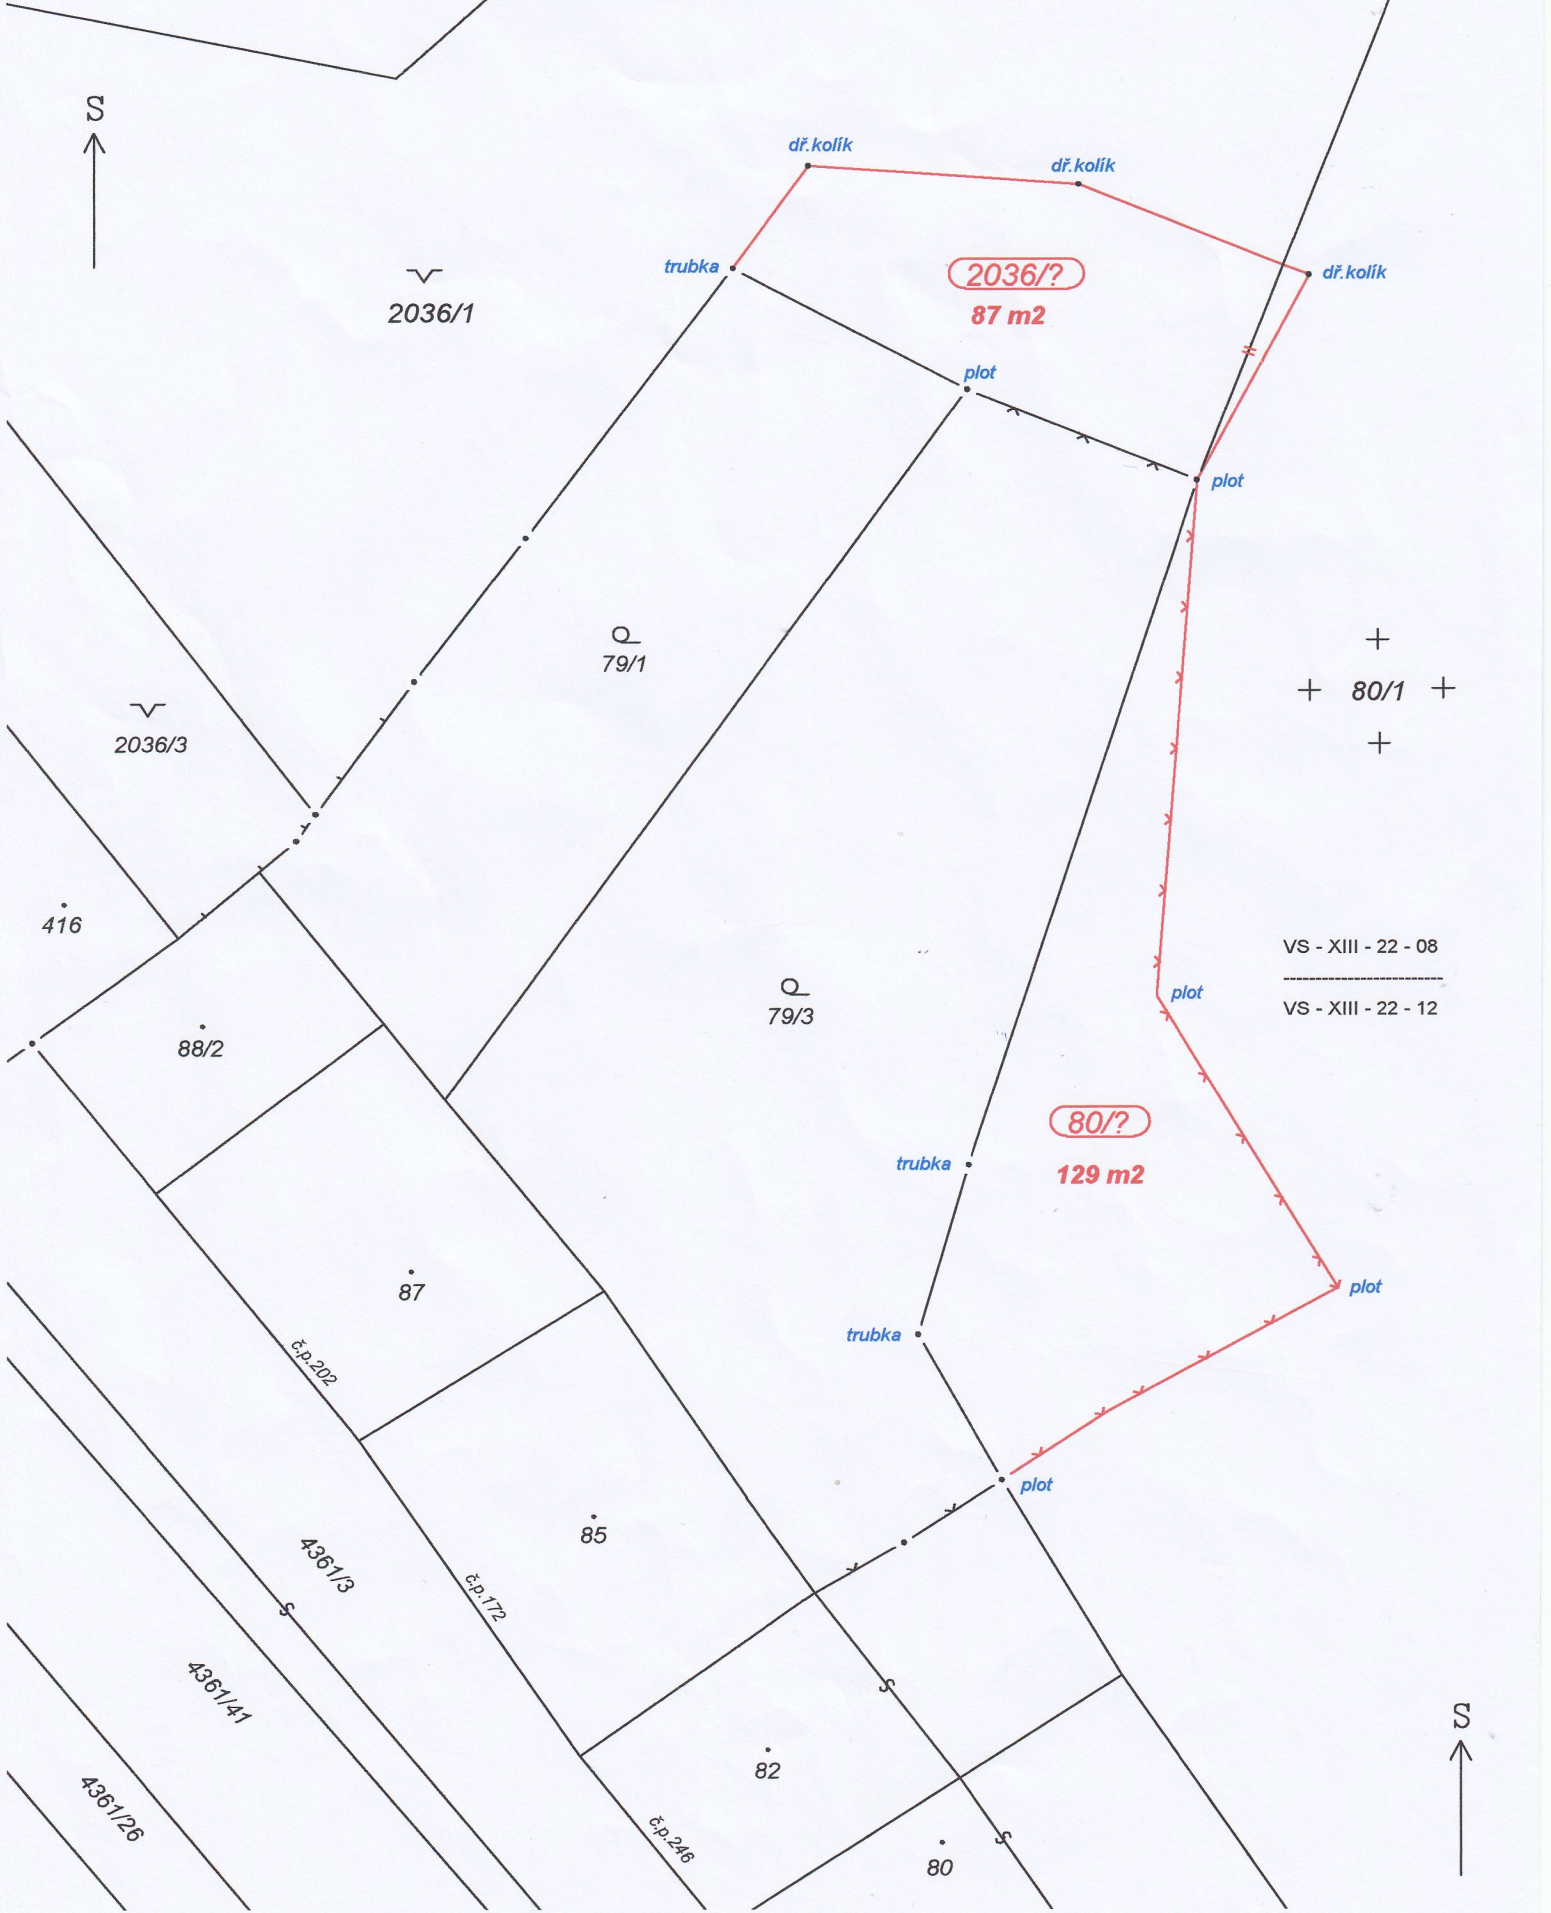 S
dř.kolík
dř.kolík
trubka
2036/?
dř.kolík
2036/1
87 m2
plot
plot
79/1
80/1
2036/3
416
VS - XIII - 22 - 08
plot
79/3
VS - XIII - 22 - 12
88/2
80/?
trubka
129 m2
87
plot
trubka
č.p.202
plot
85
4361/3
č.p.172
S
4361/41
82
4361/26
č.p.246
80